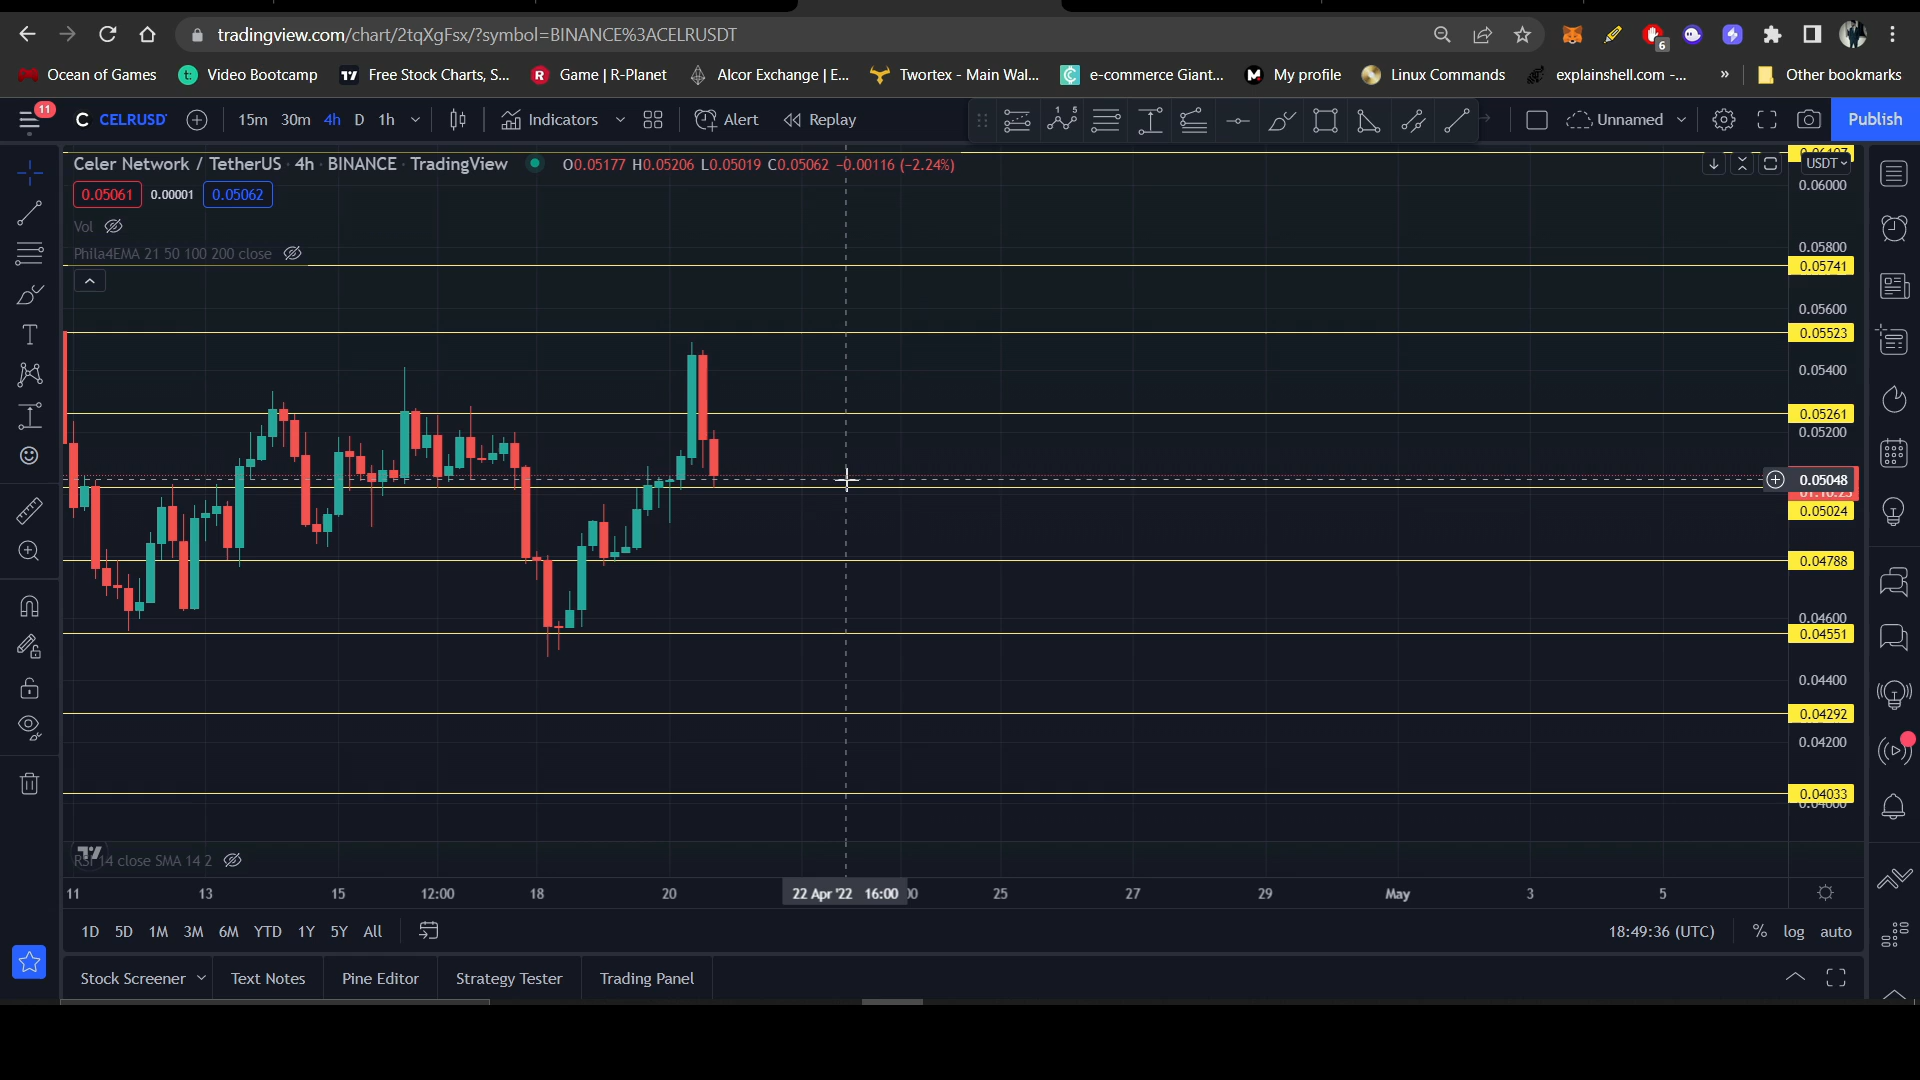 tradingview.com/chart/2tqXgFsx/?symbol=BINANCE%3ACELRUSDT
6
Ocean of Games
Video Bootcamp
Free Stock Charts, S...
Game | R-Planet
Alcor Exchange | E...
Twortex - Main Wal...
e-commerce Giant...
My profile
Linux Commands
explainshell.com -...
»
Other bookmarks
11
C CELRUSD
15m 30m 4h D 1h
Indicators
Alert
Replay
Unnamed
Publish
Celer Network / TetherUS · 4h · BINANCE · TradingView
O0.05177 H0.05206 L0.05019 C0.05062 −0.00116 (−2.24%)
USDT
0.05061 0.00001 0.05062
Vol
Phila4EMA 21 50 100 200 close
0.06000
0.05800
0.05741
0.05600
0.05523
0.05400
0.05261
0.05200
0.05048
0.05024
0.04788
0.04600
0.04551
0.04400
0.04292
0.04200
0.04033
RSI 14 close SMA 14 2
11 13 15 12:00 18 20 22 Apr '22 16:00 25 27 29 May 3 5
1D 5D 1M 3M 6M YTD 1Y 5Y All
18:49:36 (UTC)
% log auto
Stock Screener
Text Notes
Pine Editor
Strategy Tester
Trading Panel